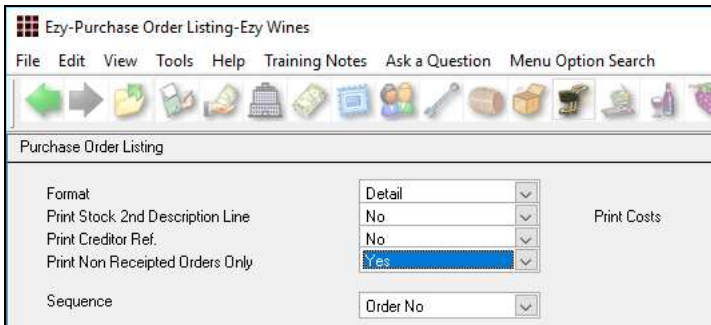 Ezy-Purchase Order Listing-Ezy Wines
File Edit View Tools Help Training Notes Ask a Question Menu Option Search
Purchase Order Listing
Format Detail
Print Stock 2nd Description Line No Print Costs
Print Creditor Ref. No
Print Non Receipted Orders Only Yes
Sequence Order No